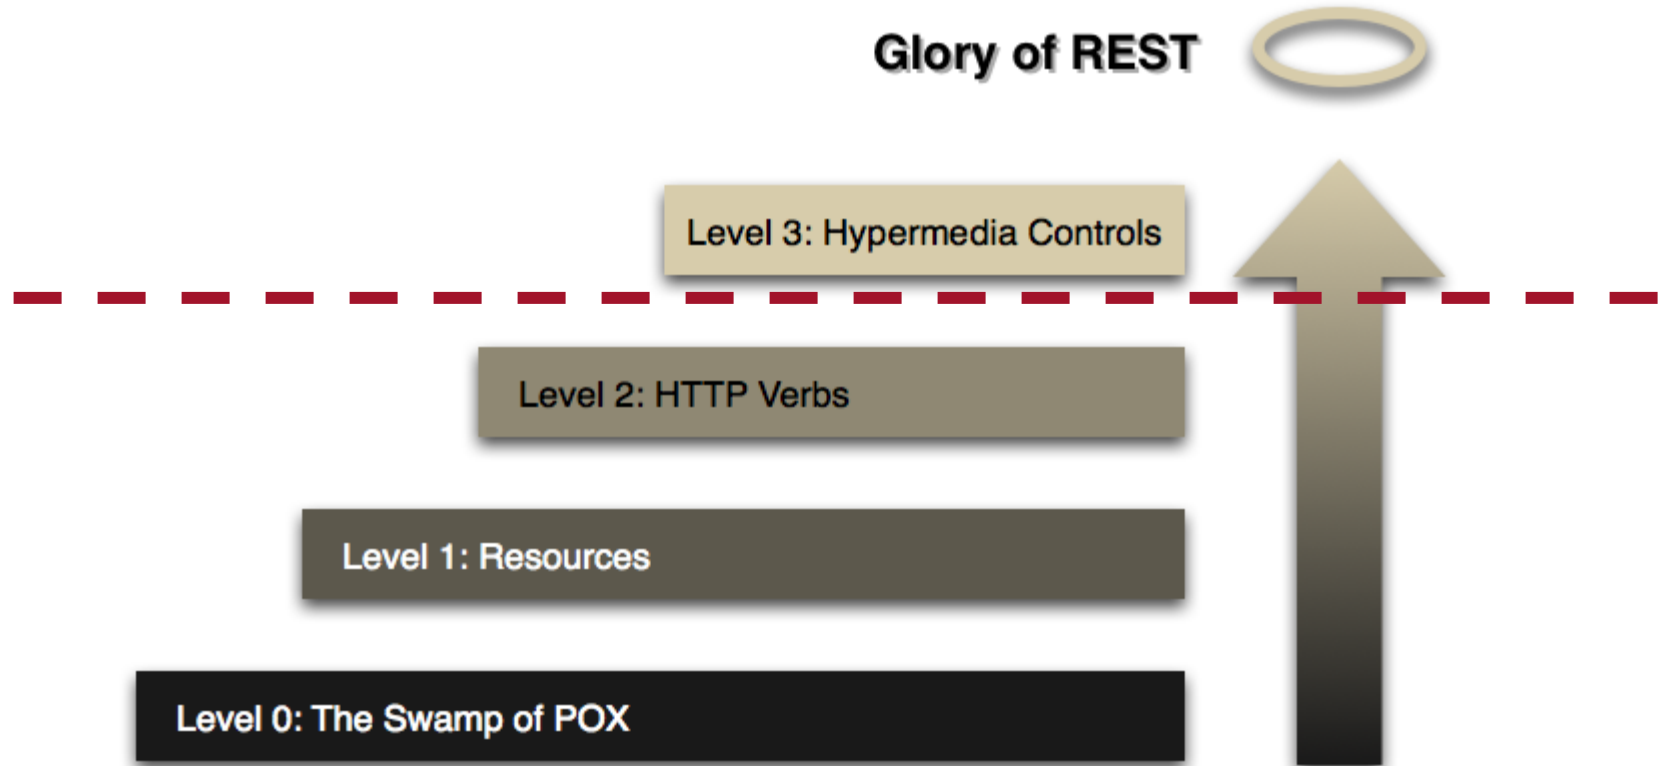 Glory of REST
Level 3: Hypermedia Controls
Level 2: HTTP Verbs
Level 1: Resources
Level 0: The Swamp of POX